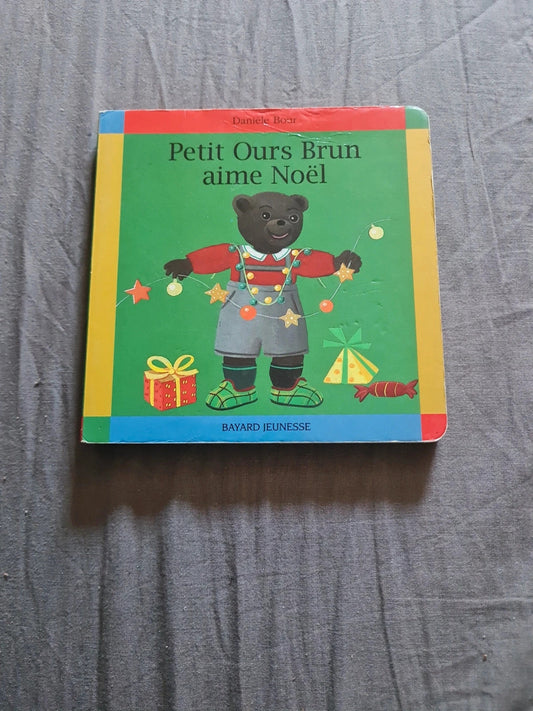 Danièle Bour
Petit Ours Brun
aime Noël
BAYARD JEUNESSE